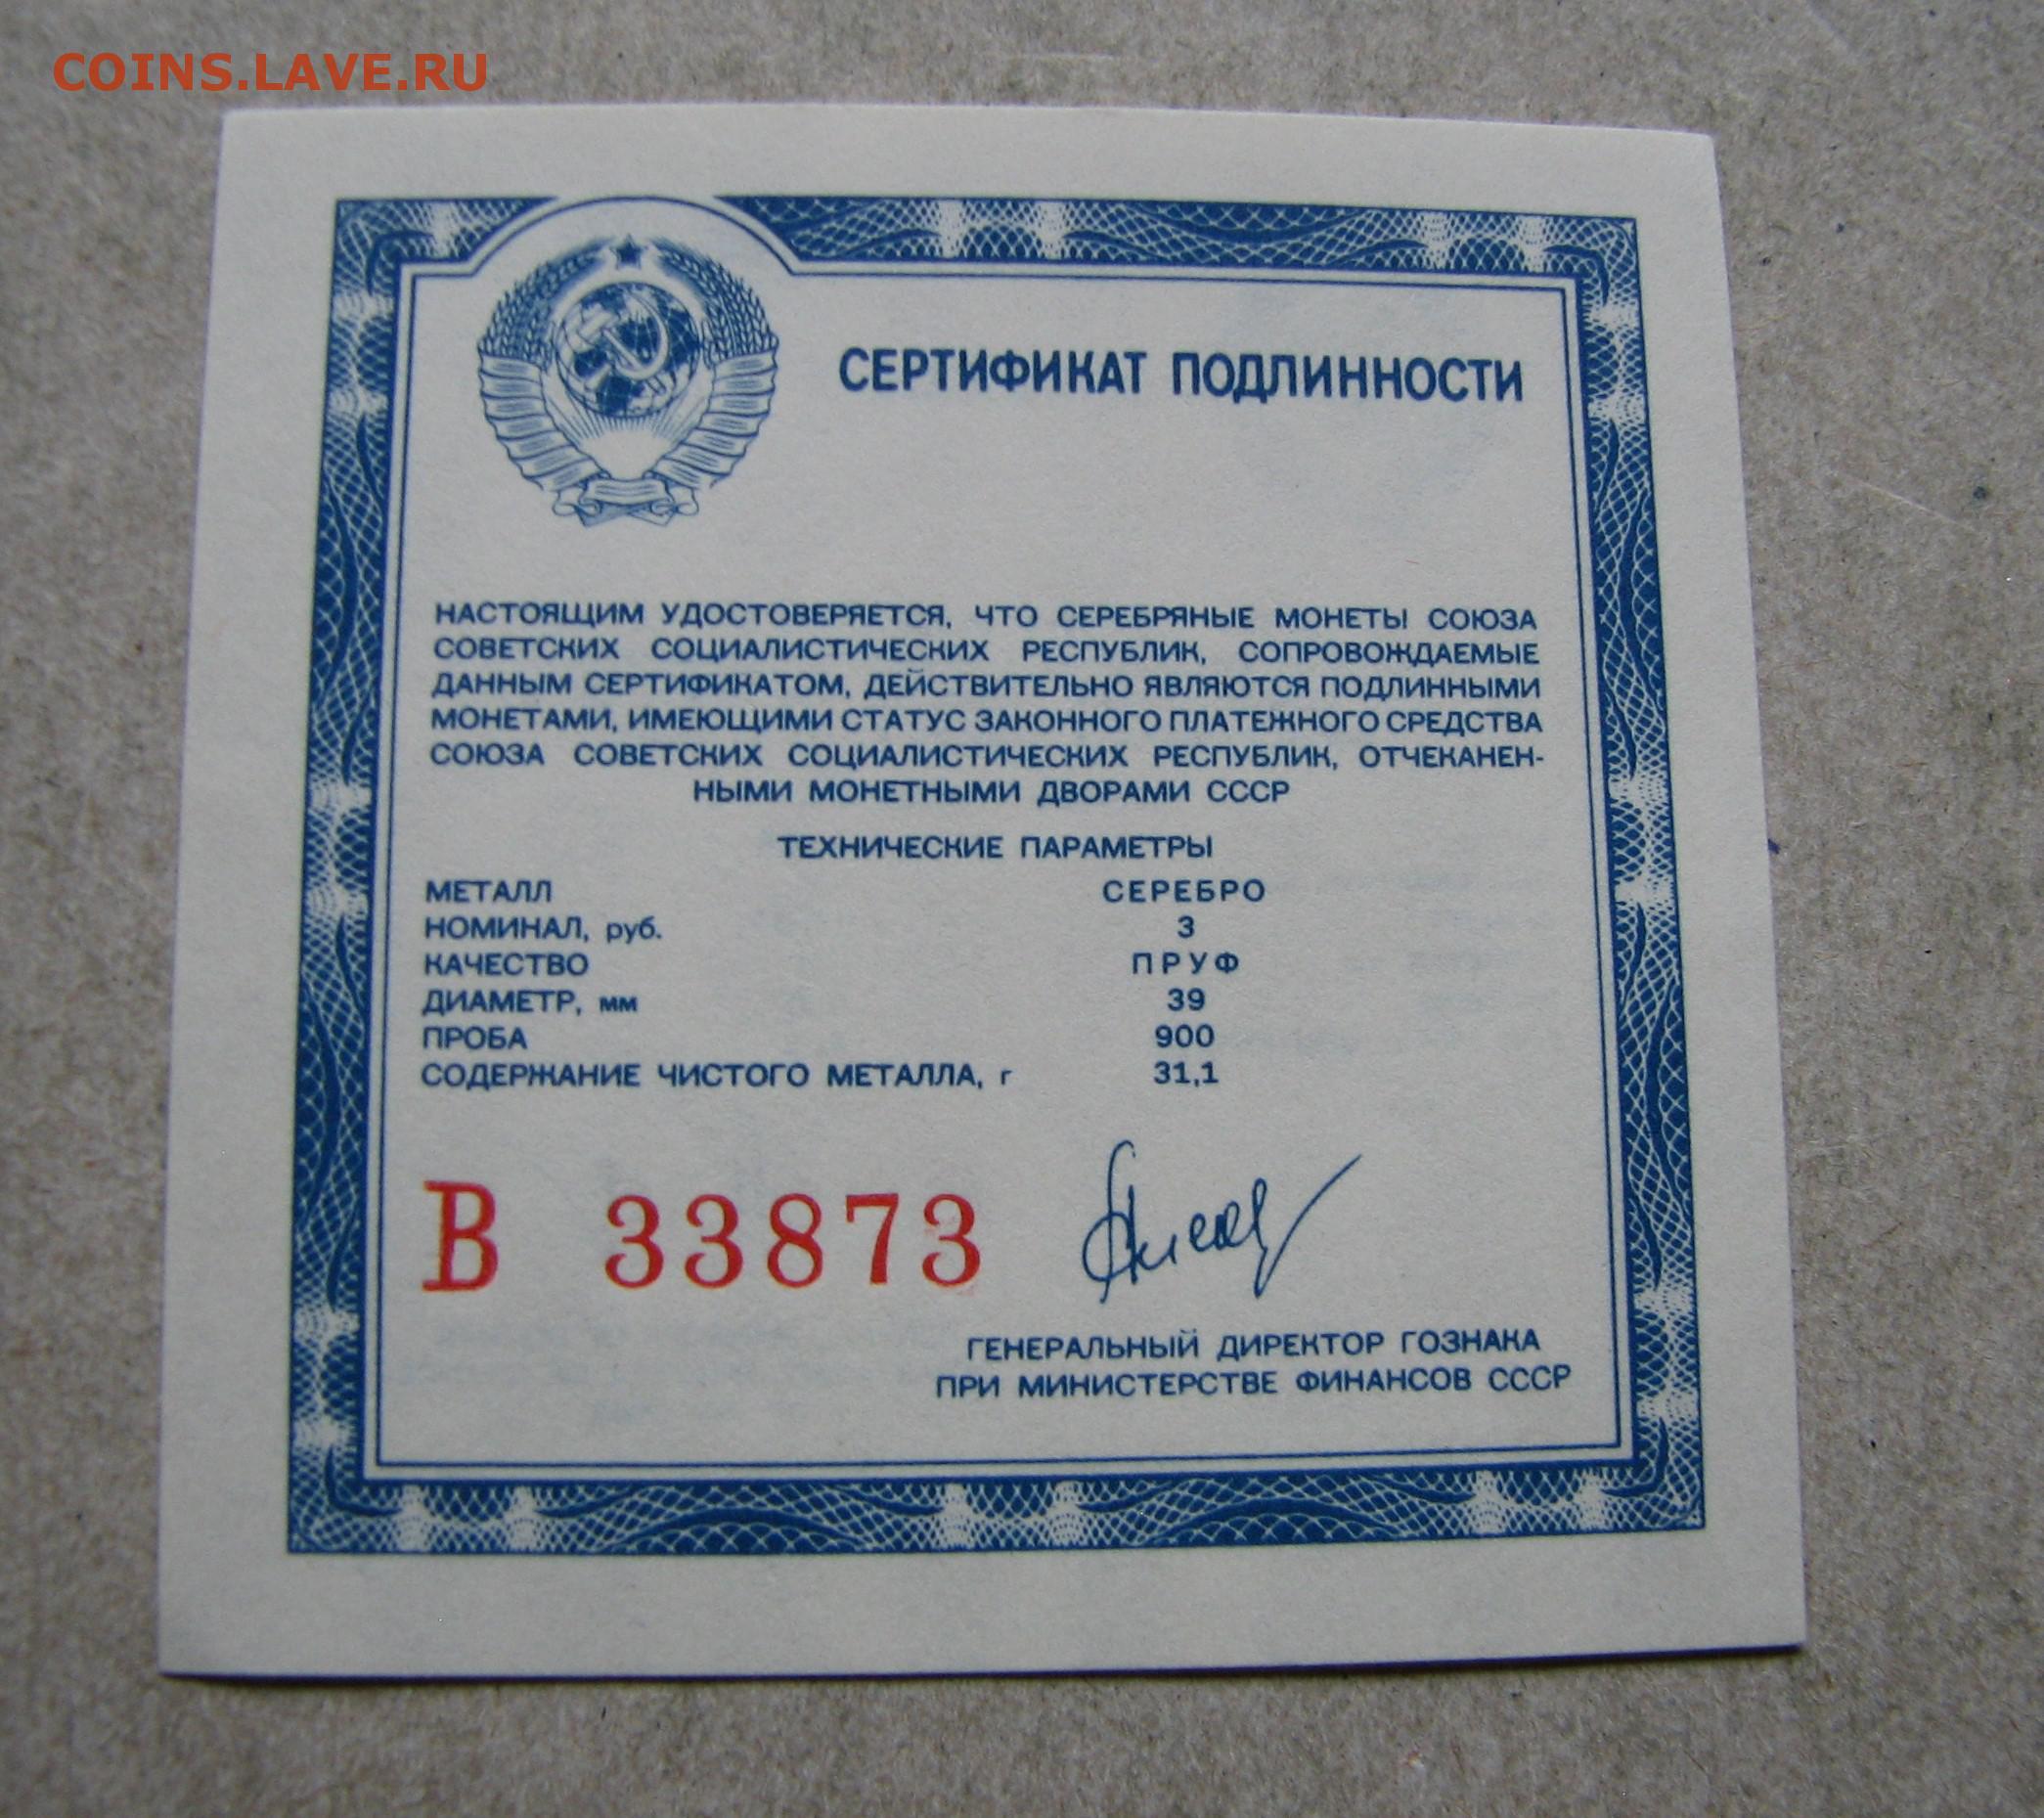 COINS.LAVE.RU
СЕРТИФИКАТ ПОДЛИННОСТИ
НАСТОЯЩИМ УДОСТОВЕРЯЕТСЯ, ЧТО СЕРЕБРЯНЫЕ МОНЕТЫ СОЮЗА
СОВЕТСКИХ СОЦИАЛИСТИЧЕСКИХ РЕСПУБЛИК, СОПРОВОЖДАЕМЫЕ
ДАННЫМ СЕРТИФИКАТОМ, ДЕЙСТВИТЕЛЬНО ЯВЛЯЮТСЯ ПОДЛИННЫМИ
МОНЕТАМИ, ИМЕЮЩИМИ СТАТУС ЗАКОННОГО ПЛАТЕЖНОГО СРЕДСТВА
СОЮЗА СОВЕТСКИХ СОЦИАЛИСТИЧЕСКИХ РЕСПУБЛИК, ОТЧЕКАНЕН-
НЫМИ МОНЕТНЫМИ ДВОРАМИ СССР
ТЕХНИЧЕСКИЕ ПАРАМЕТРЫ
МЕТАЛЛ СЕРЕБРО
НОМИНАЛ, руб. 3
КАЧЕСТВО ПРУФ
ДИАМЕТР, мм 39
ПРОБА 900
СОДЕРЖАНИЕ ЧИСТОГО МЕТАЛЛА, г 31,1
В 33873
ГЕНЕРАЛЬНЫЙ ДИРЕКТОР ГОЗНАКА
ПРИ МИНИСТЕРСТВЕ ФИНАНСОВ СССР